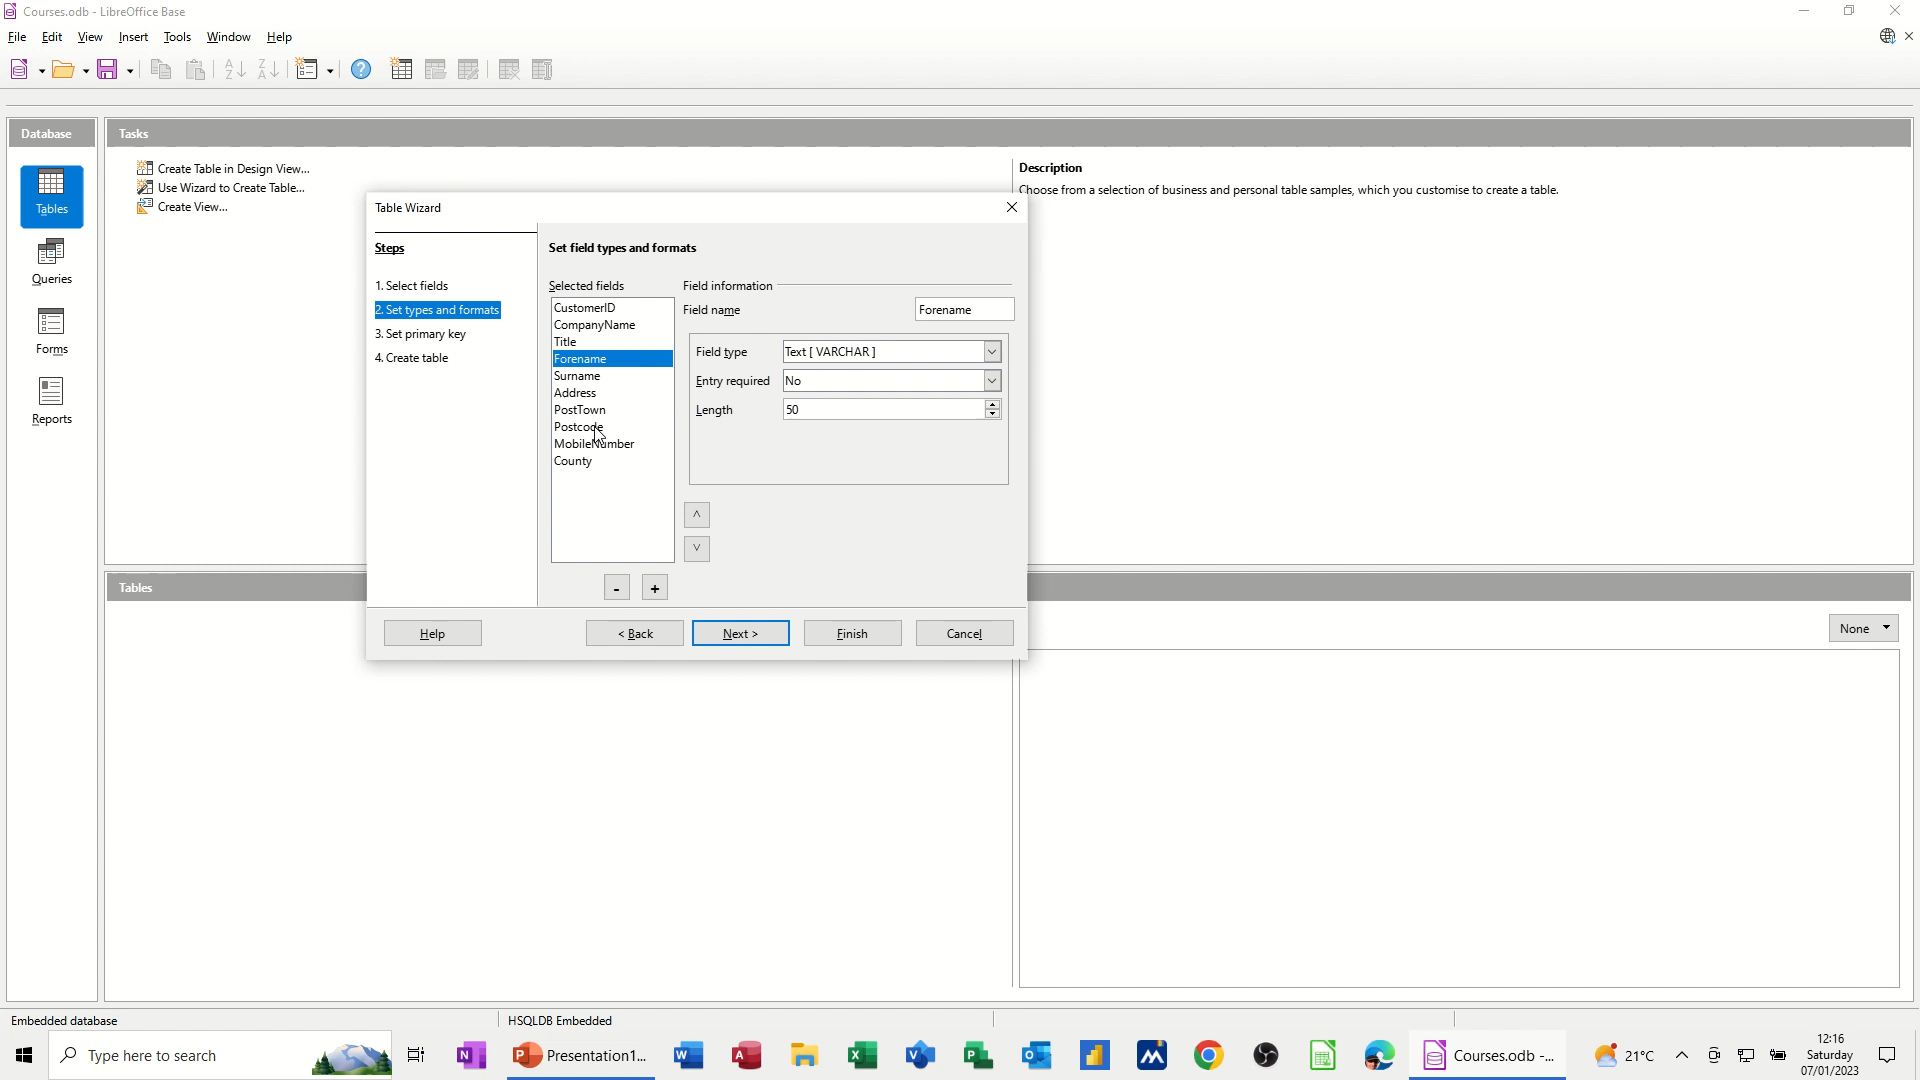 Courses.odb - LibreOffice Base
File Edit View Insert Tools Window Help
Database
Tables
Queries
Forms
Reports
Tasks
Create Table in Design View...
Use Wizard to Create Table...
Create View...
Description
Choose from a selection of business and personal table samples, which you customise to create a table.
Table Wizard
Steps
1. Select fields
2. Set types and formats
3. Set primary key
4. Create table
Set field types and formats
Selected fields
CustomerID
CompanyName
Title
Forename
Surname
Address
PostTown
Postcode
MobileNumber
County
- +
Field information
Field name Forename
Field type Text [ VARCHAR ]
Entry required No
Length 50
Help < Back Next > Finish Cancel
Tables
None
Embedded database HSQLDB Embedded
Type here to search
Presentation1...
Courses.odb -...
21°C
12:16
Saturday
07/01/2023